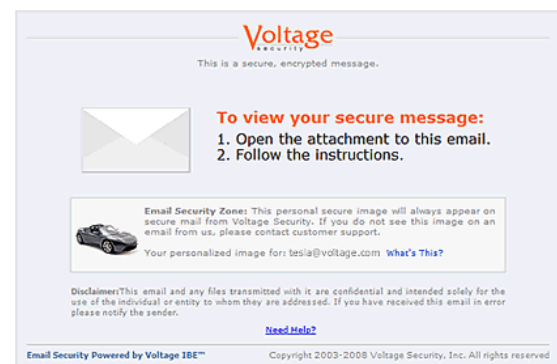 Voltage
security
This is a secure, encrypted message.
To view your secure message:
1. Open the attachment to this email.
2. Follow the instructions.
Email Security Zone: This personal secure image will always appear on
secure mail from Voltage Security. If you do not see this image on an
email from us, please contact customer support.
Your personalized image for: tesla@voltage.com What's This?
Disclaimer:This email and any files transmitted with it are confidential and intended solely for the
use of the individual or entity to whom they are addressed. If you have received this email in error
please notify the sender.
Need Help?
Email Security Powered by Voltage IBE™ Copyright 2003-2008 Voltage Security, Inc. All rights reserved